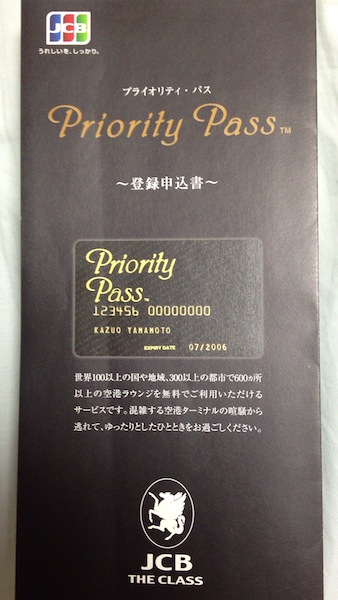 JCB
うれしいを、しっかり。
プライオリティ・パス
Priority Pass™
〜登録申込書〜
Priority
Pass™
123456 00000000
KAZUO YAMAMOTO
EXPIRY DATE 07/2006
世界100以上の国や地域、300以上の都市で600ヵ所
以上の空港ラウンジを無料でご利用いただける
サービスです。混雑する空港ターミナルの喧騒から
逃れて、ゆったりとしたひとときをお過ごしください。
JCB
THE CLASS